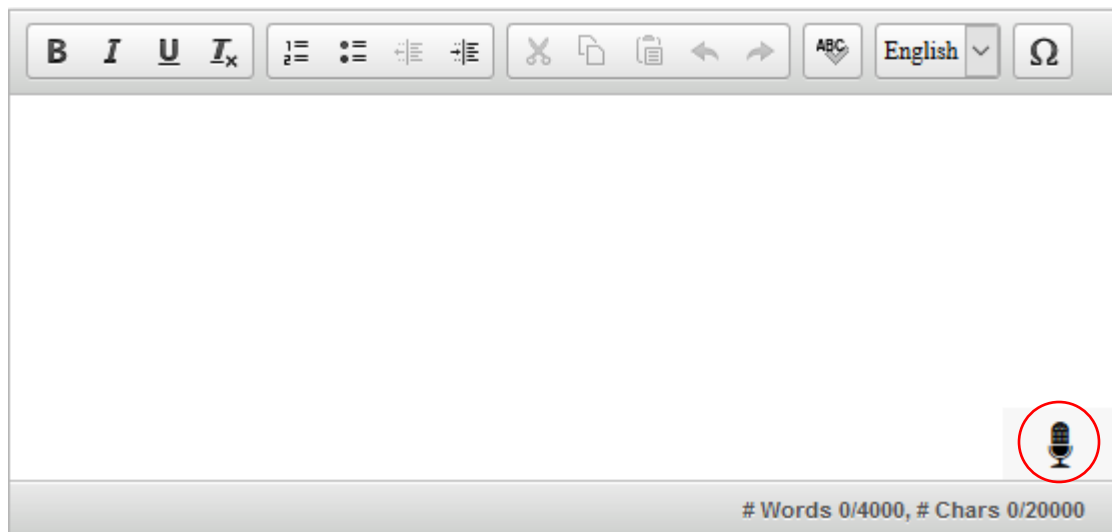 B I U Tx ABC English Ω
# Words 0/4000, # Chars 0/20000